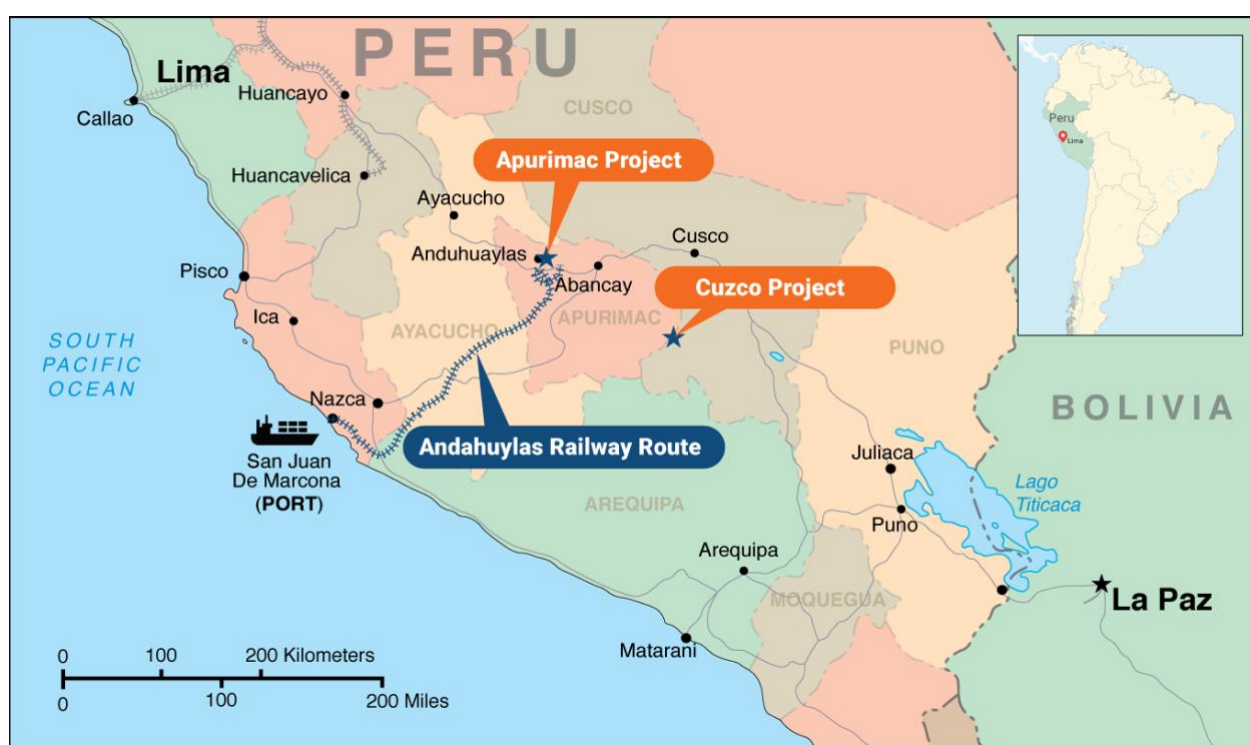 PERU
Lima
Callao
Huancayo
CUSCO
Huancavelica
Apurimac Project
Ayacucho
Cusco
Anduhuaylas
Abancay
Pisco
Cuzco Project
Ica
AYACUCHO
APURIMAC
PUNO
SOUTH
PACIFIC
OCEAN
BOLIVIA
Nazca
Andahuylas Railway Route
San Juan
De Marcona
(PORT)
Juliaca
Lago
Titicaca
AREQUIPA
Puno
Arequipa
MOQUEGUA
La Paz
Matarani
0 100 200 Kilometers
0 100 200 Miles
Peru
Lima